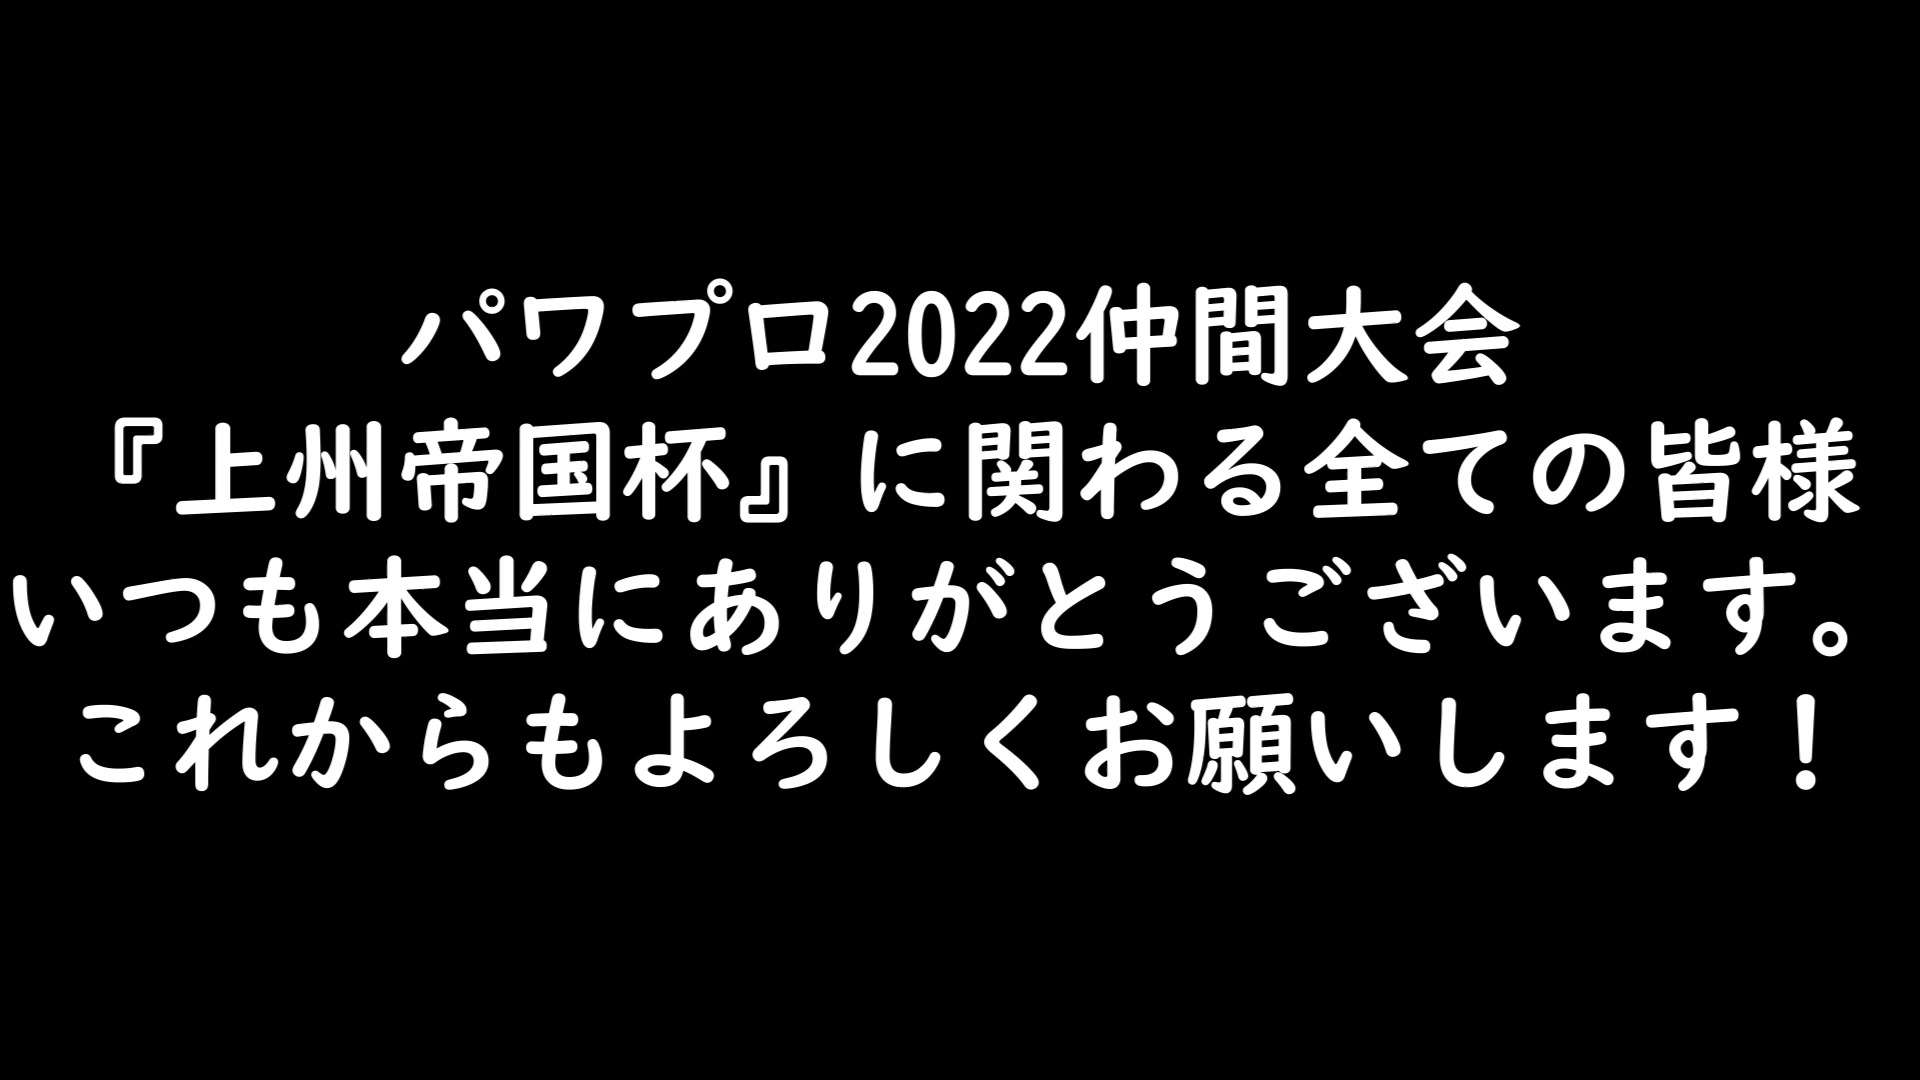 パワプロ2022仲間大会
『上州帝国杯』に関わる全ての皆様
いつも本当にありがとうございます。
これからもよろしくお願いします！